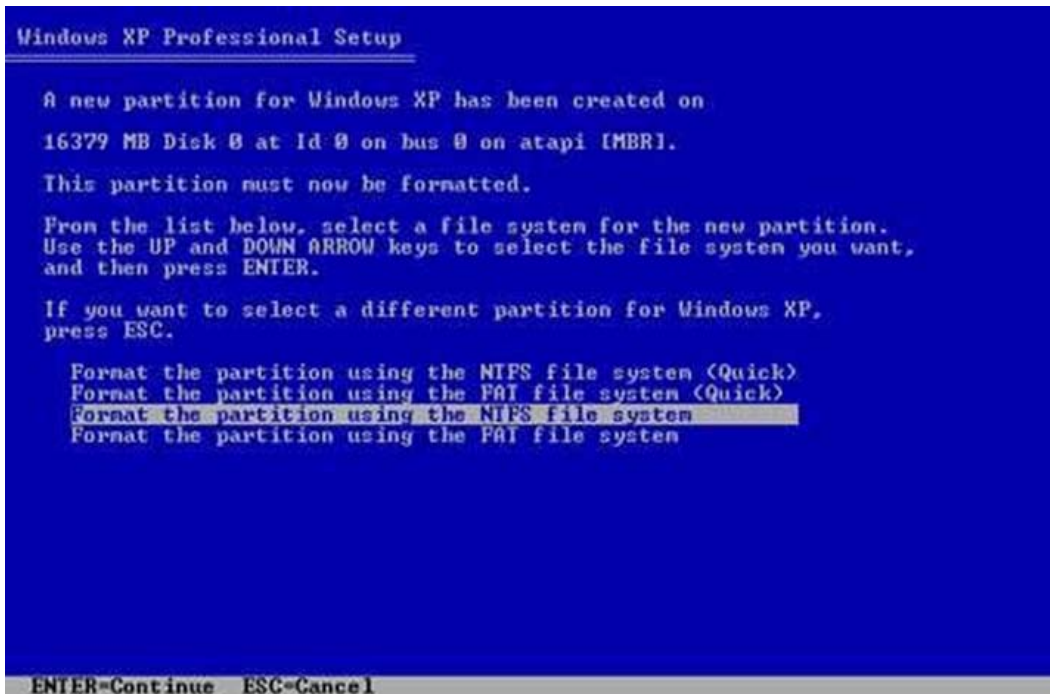 Windows XP Professional Setup
A new partition for Windows XP has been created on
16379 MB Disk 0 at Id 0 on bus 0 on atapi [MBR].
This partition must now be formatted.
From the list below, select a file system for the new partition.
Use the UP and DOWN ARROW keys to select the file system you want,
and then press ENTER.
If you want to select a different partition for Windows XP,
press ESC.
Format the partition using the NTFS file system (Quick)
Format the partition using the FAT file system (Quick)
Format the partition using the NTFS file system
Format the partition using the FAT file system
ENTER=Continue ESC=Cancel